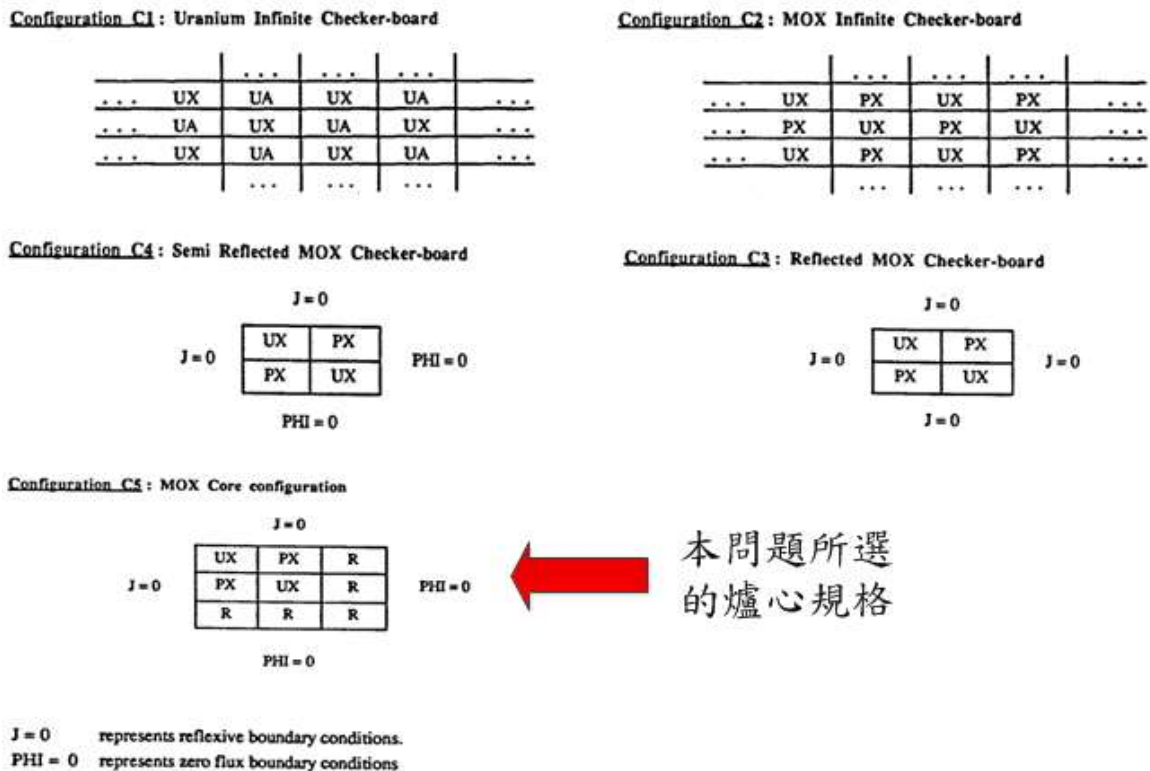 Configuration C1 : Uranium Infinite Checker-board
... ... ...
... UX UA UX UA ...
... UA UX UA UX ...
... UX UA UX UA ...
... ... ...
Configuration C2 : MOX Infinite Checker-board
... ... ...
... UX PX UX PX ...
... PX UX PX UX ...
... UX PX UX PX ...
... ... ...
Configuration C4 : Semi Reflected MOX Checker-board
J = 0
UX PX
J = 0 PHI = 0
PX UX
PHI = 0
Configuration C3 : Reflected MOX Checker-board
J = 0
UX PX
J = 0 J = 0
PX UX
J = 0
Configuration C5 : MOX Core configuration
J = 0
UX PX R
J = 0 PX UX R PHI = 0
R R R
PHI = 0
本問題所選
的爐心規格
J = 0 represents reflexive boundary conditions.
PHI = 0 represents zero flux boundary conditions